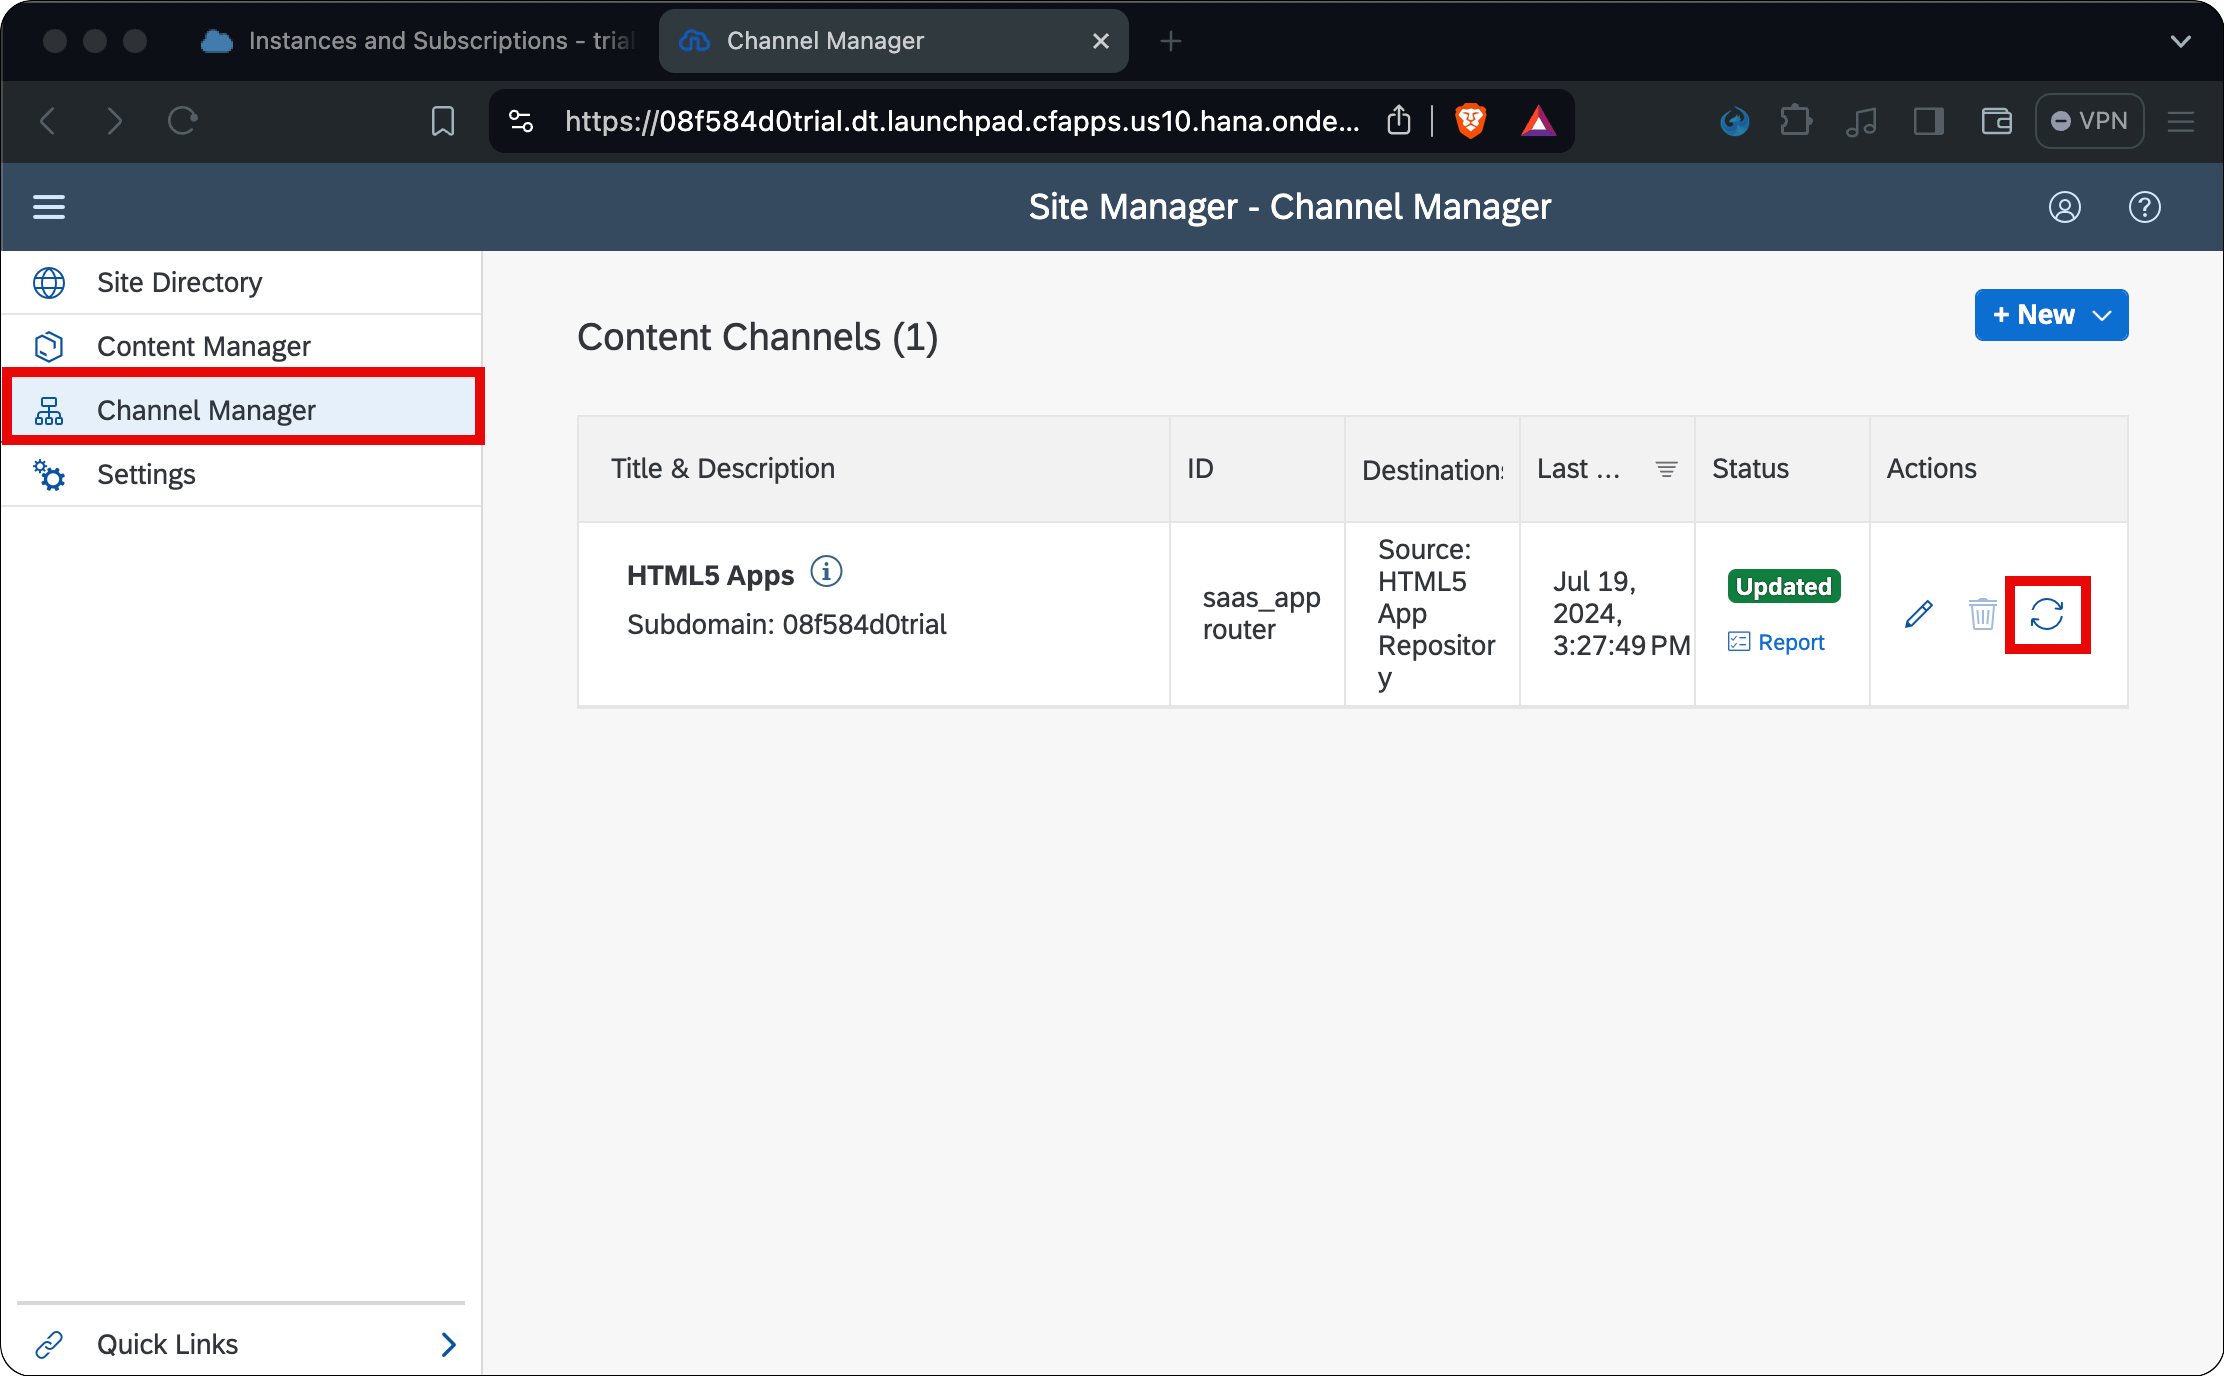 Instances and Subscriptions - trial
Channel Manager
https://08f584d0trial.dt.launchpad.cfapps.us10.hana.onde...
VPN
Site Manager - Channel Manager
Site Directory
Content Manager
Channel Manager
Settings
Quick Links
Content Channels (1)
+ New
Title & Description
ID
Destinations
Last ...
Status
Actions
HTML5 Apps
Subdomain: 08f584d0trial
saas_app
router
Source:
HTML5
App
Repositor
y
Jul 19,
2024,
3:27:49 PM
Updated
Report